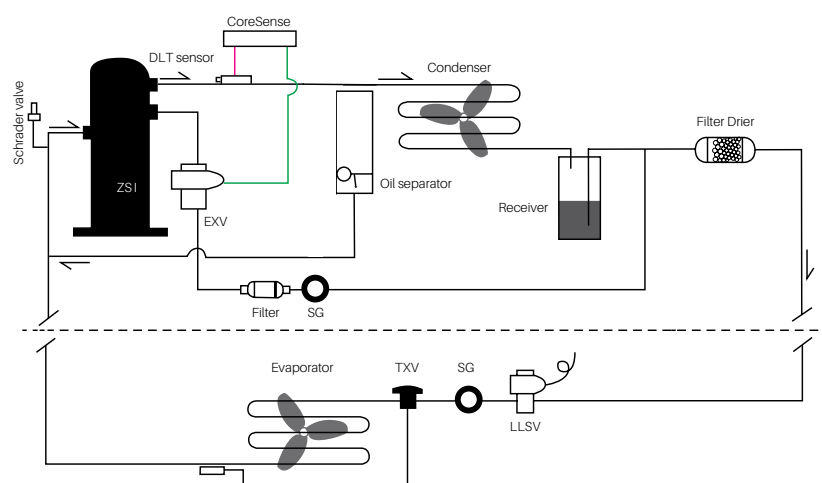 CoreSense
DLT sensor
Condenser
Schrader valve
Filter Drier
ZSI
Oil separator
Receiver
EXV
Filter
SG
Evaporator
TXV
SG
LLSV